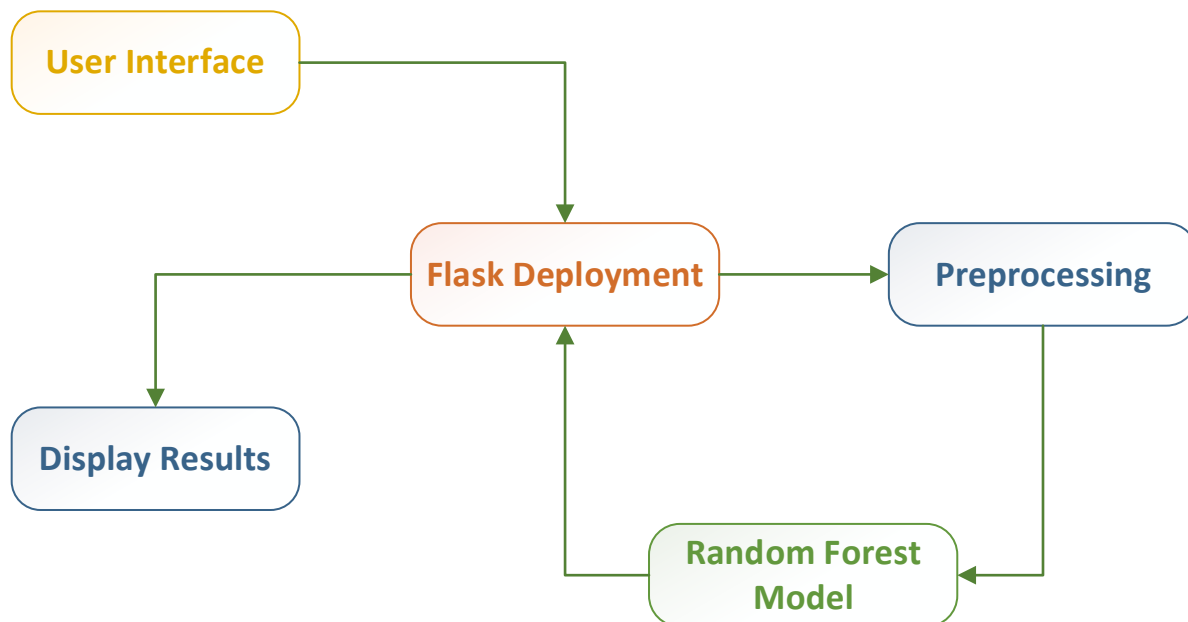 User Interface
Flask Deployment
Preprocessing
Display Results
Random Forest
Model